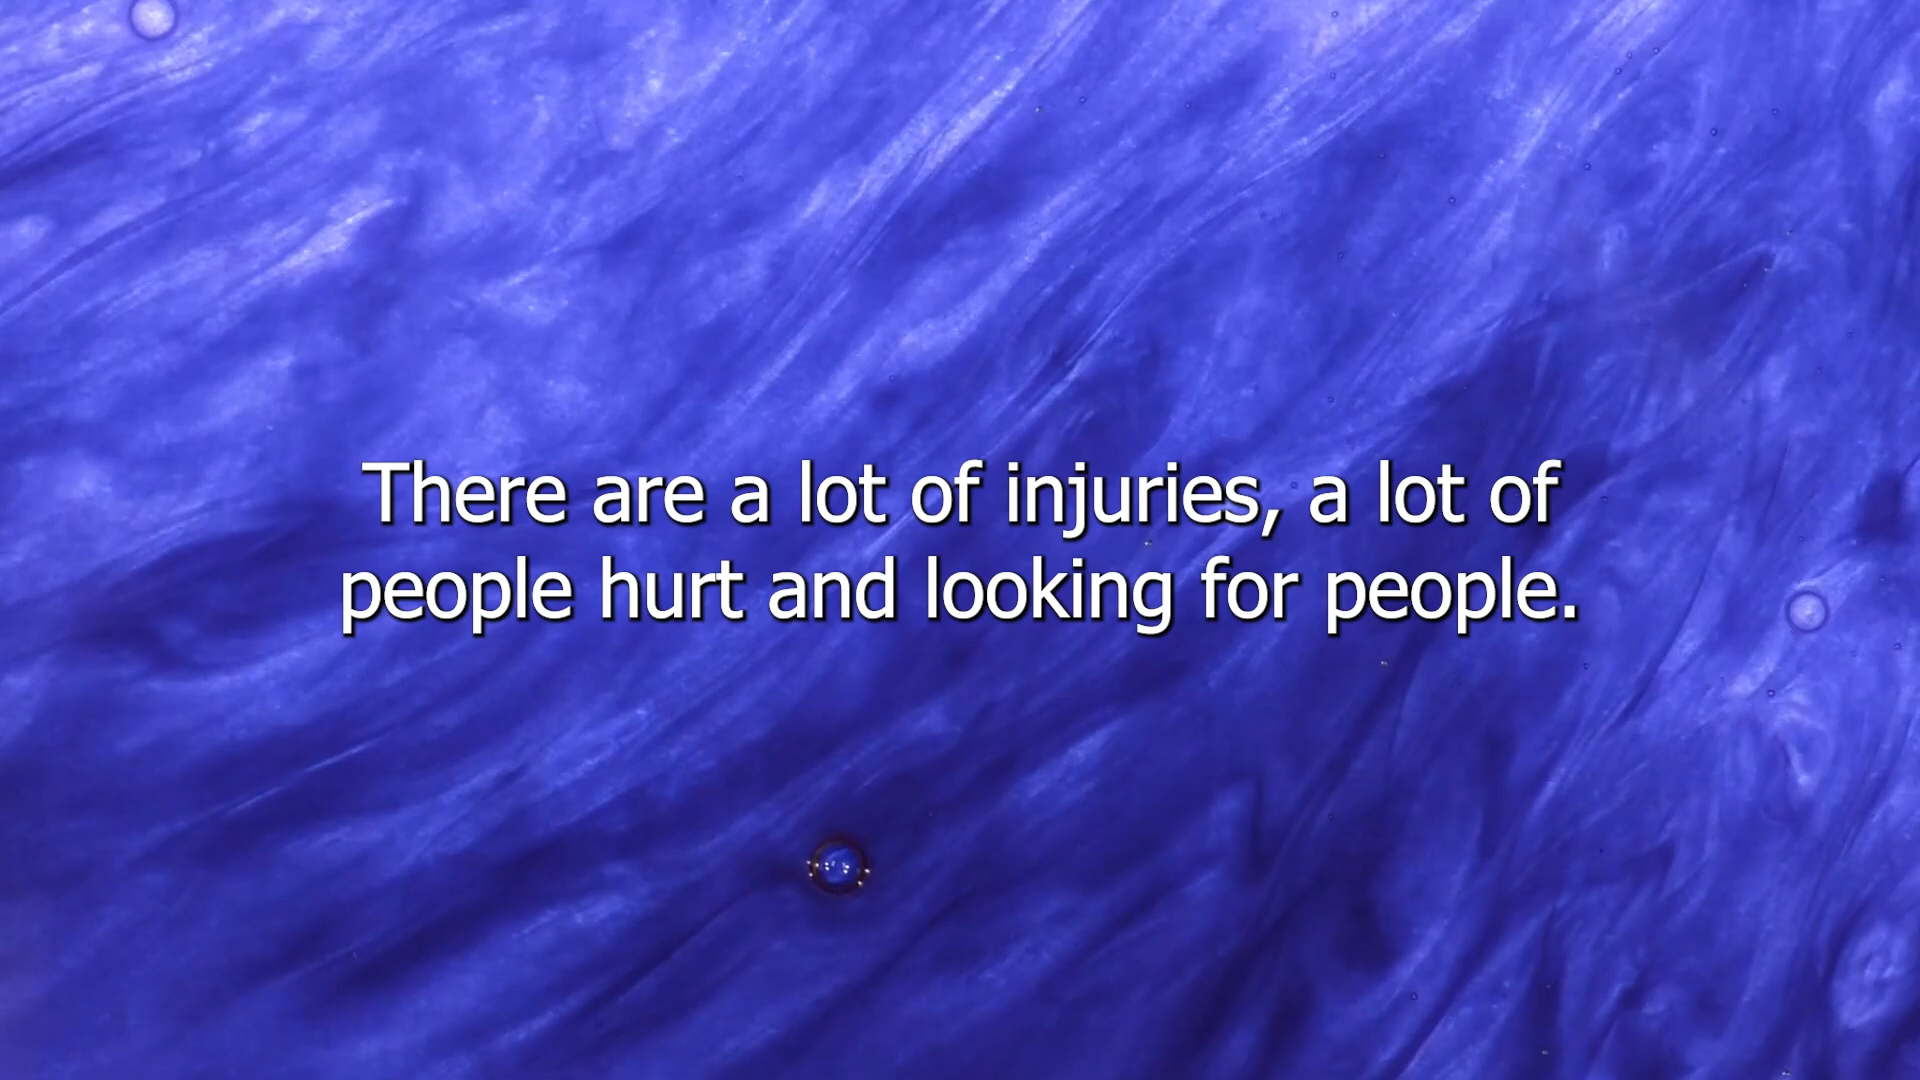 There are a lot of injuries, a lot of
people hurt and looking for people.